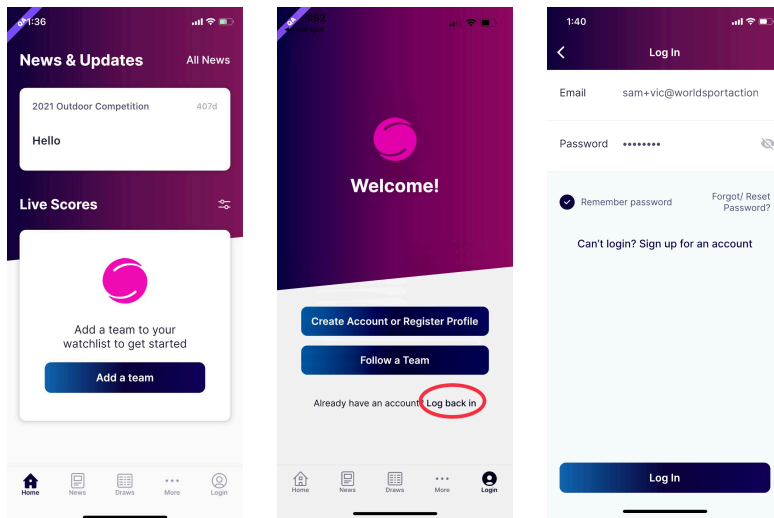 1:36
News & Updates
All News
2021 Outdoor Competition
407d
Hello
Live Scores
Add a team to your
watchlist to get started
Add a team
Home
News
Draws
More
Login
QA
1:52
Welcome!
Create Account or Register Profile
Follow a Team
Already have an account? Log back in
Home
News
Draws
More
Login
1:40
Log In
Email
sam+vic@worldsportaction
Password
••••••••
Remember password
Forgot/ Reset
Password?
Can't login? Sign up for an account
Log In